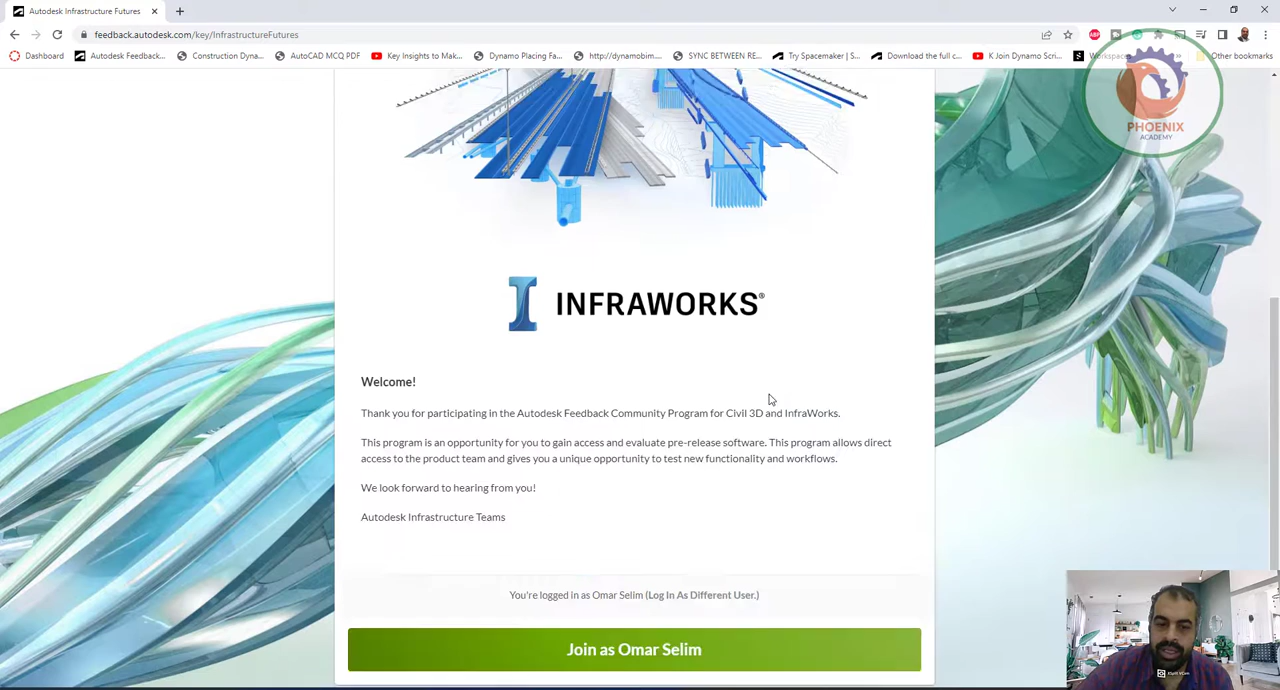 Autodesk Infrastructure Futures
feedback.autodesk.com/key/InfrastructureFutures
Dashboard
Autodesk Feedback...
Construction Dyna...
AutoCAD MCQ PDF
Key Insights to Mak...
Dynamo Placing Fa...
http://dynamobim....
SYNC BETWEEN RE...
Try Spacemaker | S...
Download the full c...
K Join Dynamo Scri...
Workspaces
Other bookmarks
PHOENIX
ACADEMY
INFRAWORKS®
Welcome!
Thank you for participating in the Autodesk Feedback Community Program for Civil 3D and InfraWorks.
This program is an opportunity for you to gain access and evaluate pre-release software. This program allows direct
access to the product team and gives you a unique opportunity to test new functionality and workflows.
We look forward to hearing from you!
Autodesk Infrastructure Teams
You're logged in as Omar Selim (Log In As Different User.)
Join as Omar Selim